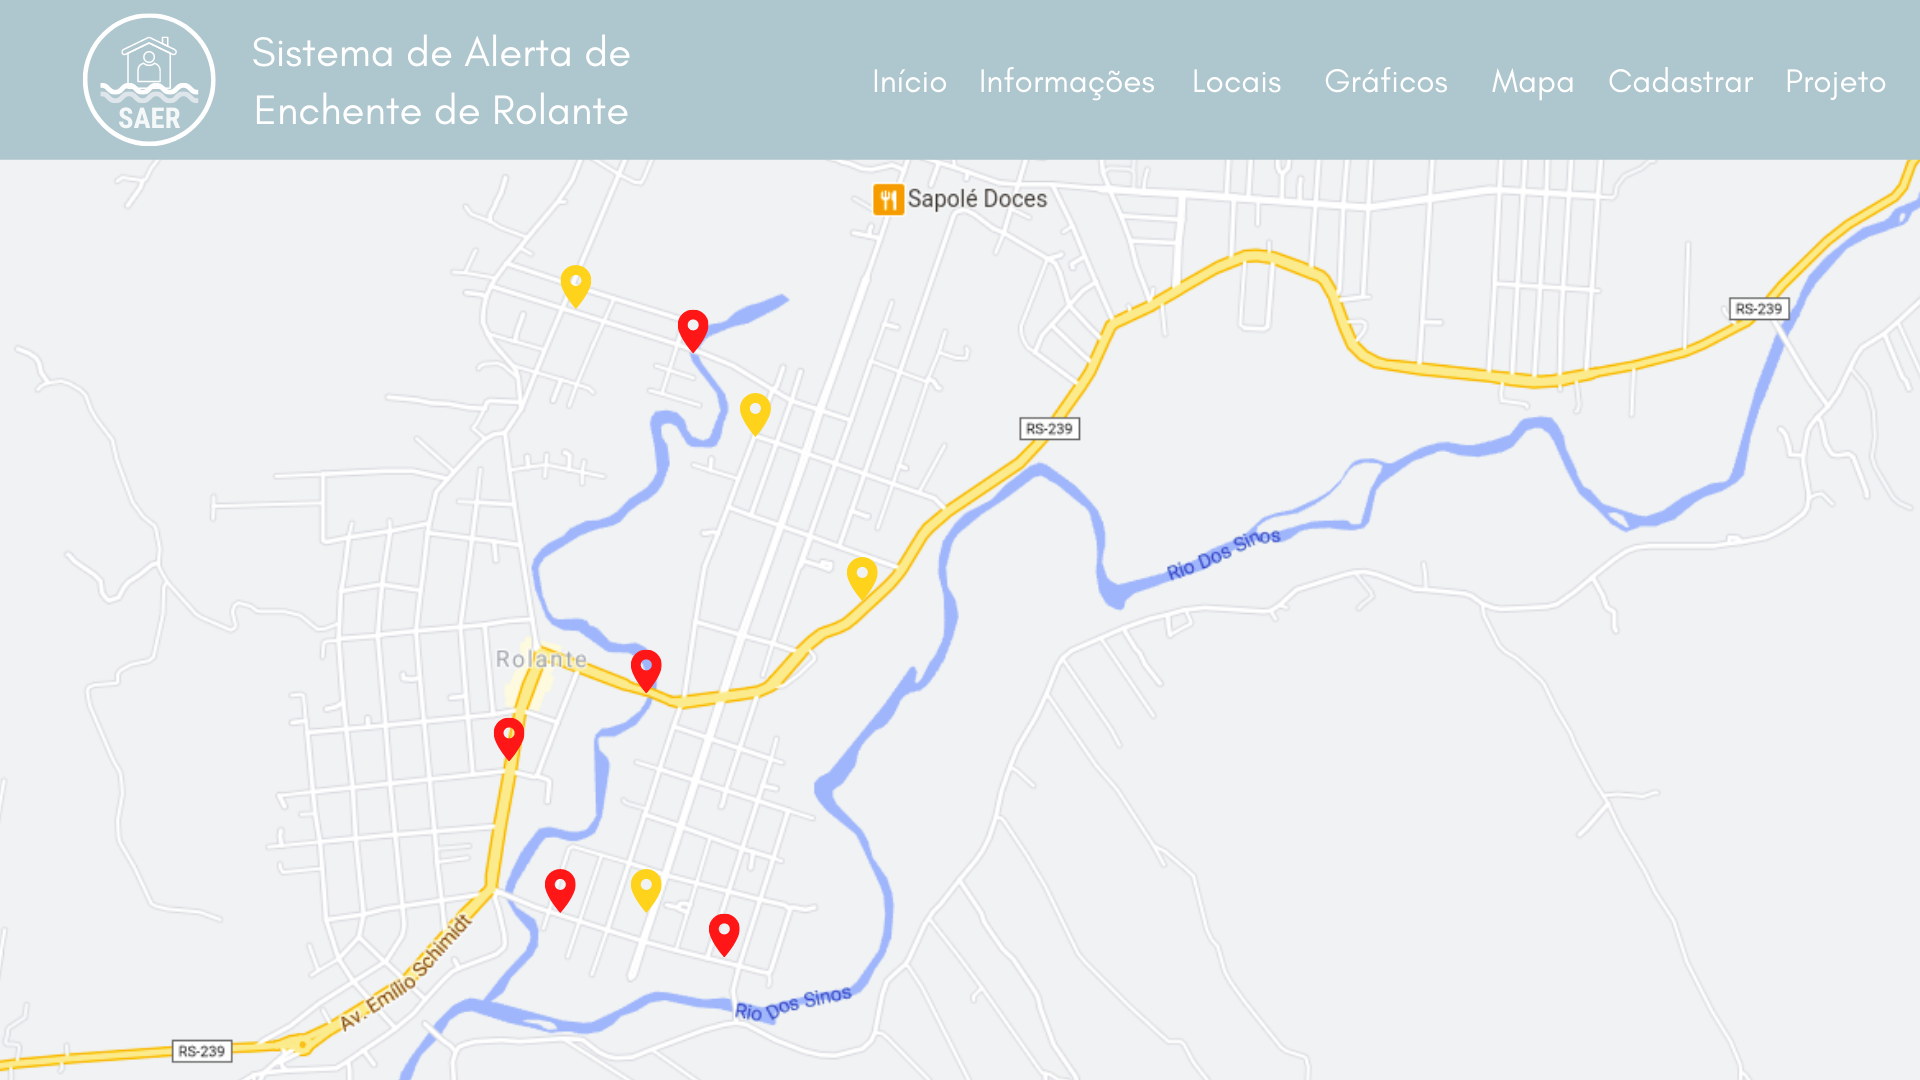 SAER
Sistema de Alerta de
Enchente de Rolante
Início
Informações
Locais
Gráficos
Mapa
Cadastrar
Projeto
Sapolé Doces
RS-239
RS-239
Rio Dos Sinos
Rolante
Av. Emílio Schimidt
Rio Dos Sinos
RS-239